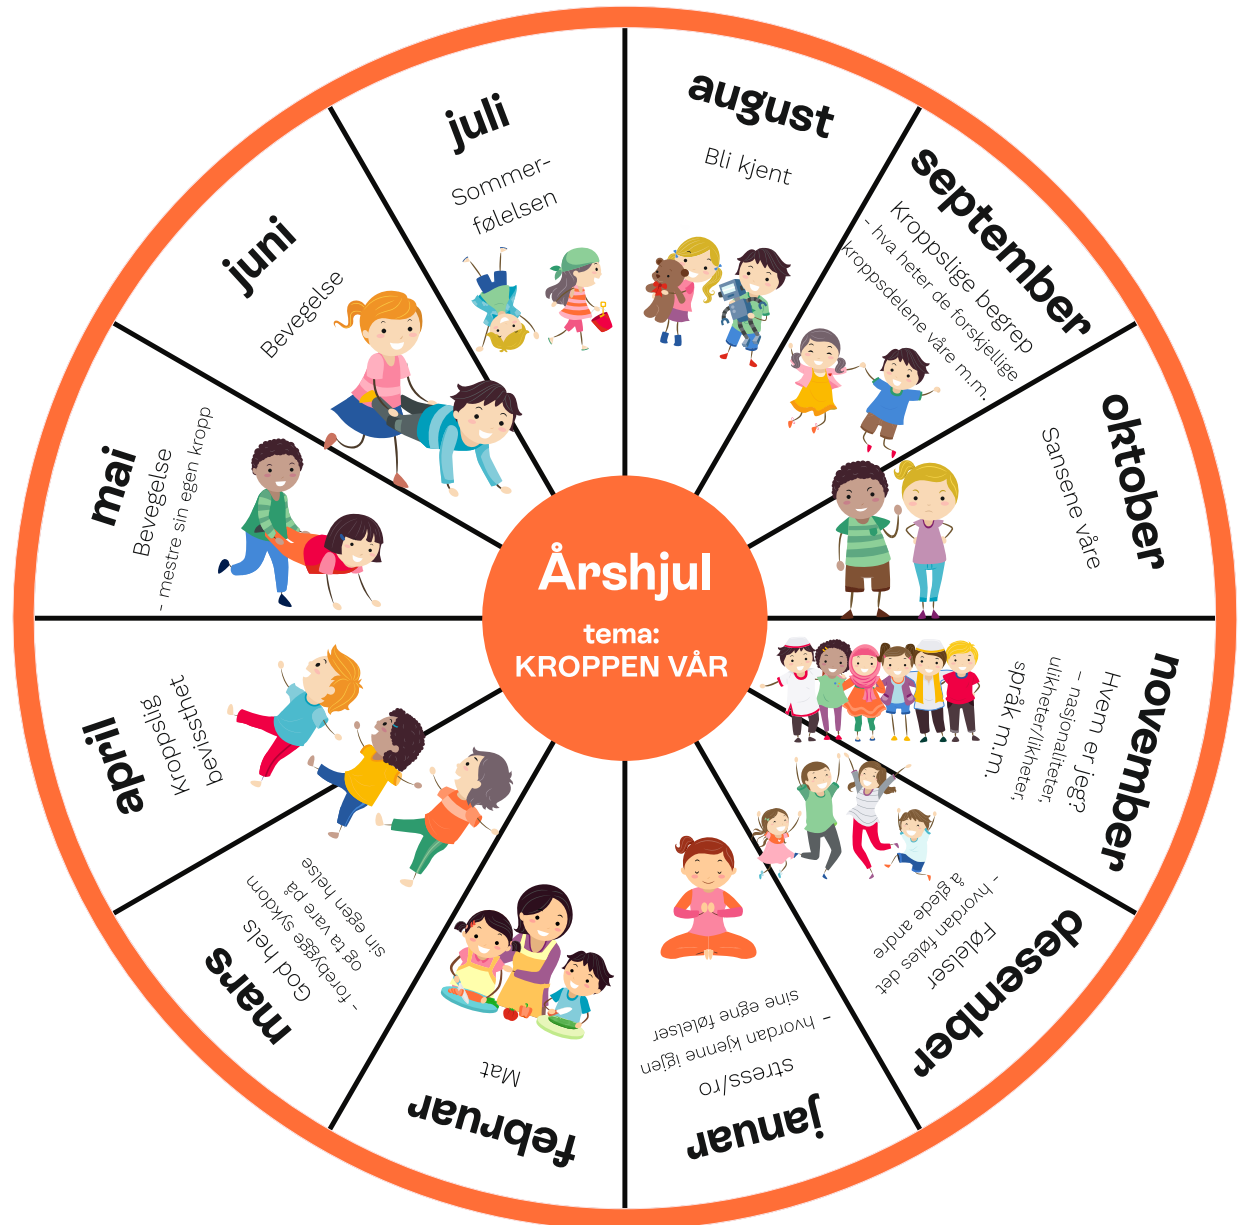 Årshjul
tema:
KROPPEN VÅR
august
Bli kjent
september
Kroppslige begrep
- hva heter de forskjellige
kroppsdelene våre m.m.
oktober
Sansene våre
november
Hvem er jeg?
- nasjonaliteter,
ulikheter/likheter,
språk m.m.
desember
Følelser
- hvordan føles det
å glede andre
januar
stress/ro
- hvordan kjenne igjen
sine egne følelser
februar
Mat
mars
God hels
- forebygge sykdom
og ta vare på
sin egen helse
april
Kroppslig
bevissthet
mai
Bevegelse
- mestre sin egen kropp
juni
Bevegelse
juli
Sommer-
følelsen